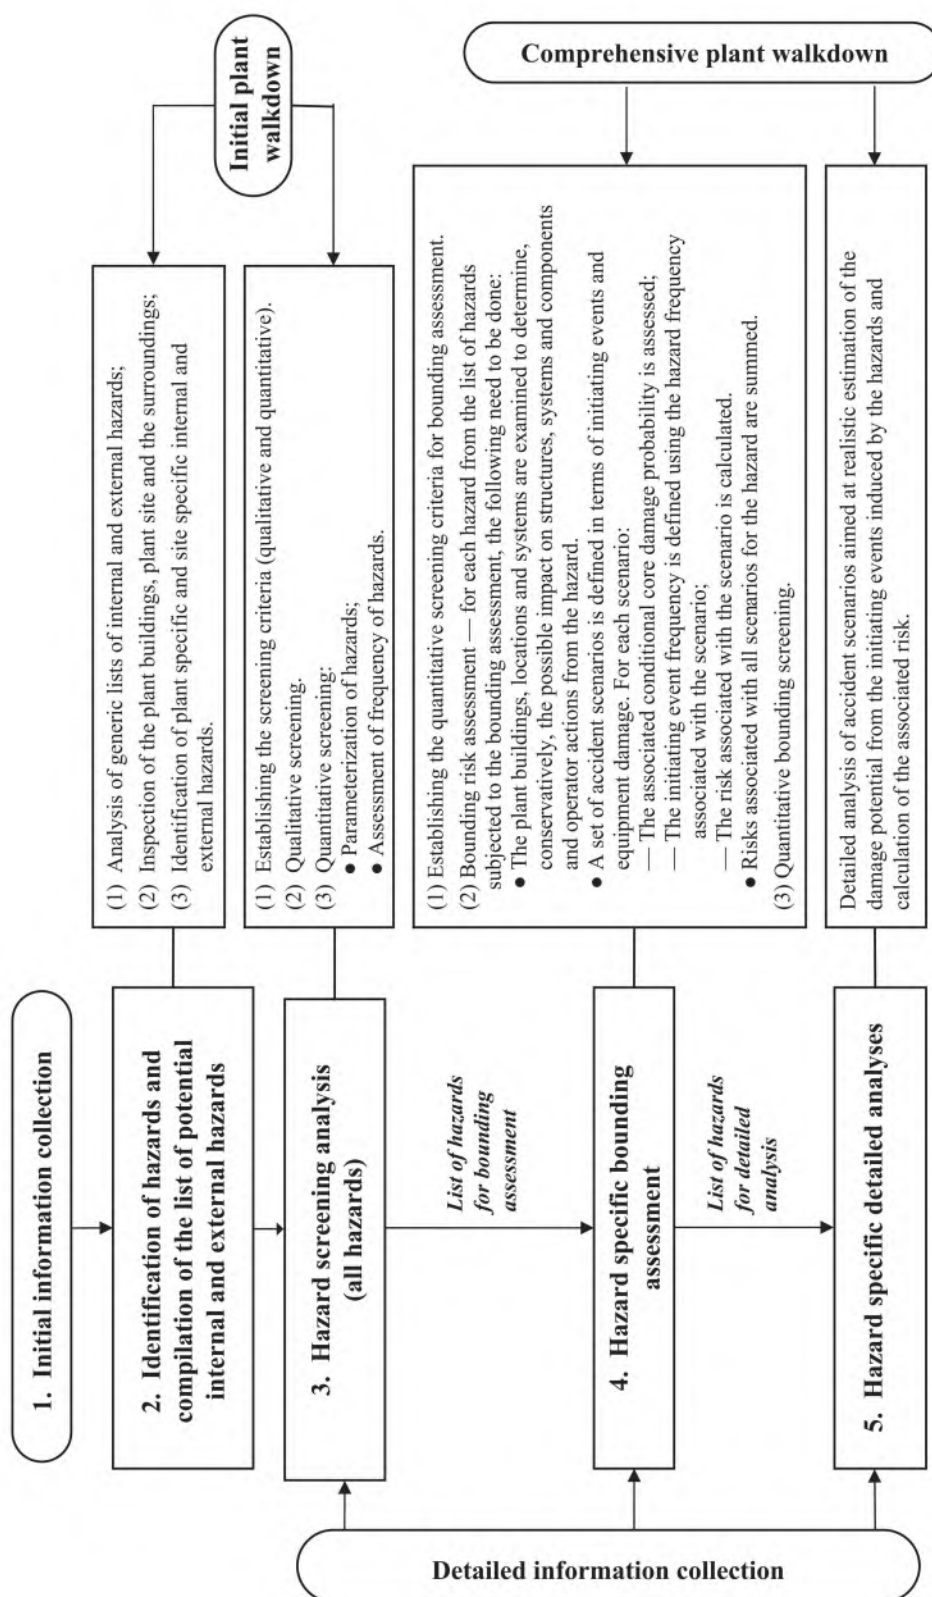 1. Initial information collection
2. Identification of hazards and
compilation of the list of potential
internal and external hazards
(1) Analysis of generic lists of internal and external hazards;
(2) Inspection of the plant buildings, plant site and the surroundings;
(3) Identification of plant specific and site specific internal and
external hazards.
Initial plant
walkdown
3. Hazard screening analysis
(all hazards)
(1) Establishing the screening criteria (qualitative and quantitative).
(2) Qualitative screening.
(3) Quantitative screening:
● Parameterization of hazards;
● Assessment of frequency of hazards.
List of hazards
for bounding
assessment
4. Hazard specific bounding
assessment
(1) Establishing the quantitative screening criteria for bounding assessment.
(2) Bounding risk assessment — for each hazard from the list of hazards
subjected to the bounding assessment, the following need to be done:
● The plant buildings, locations and systems are examined to determine,
conservatively, the possible impact on structures, systems and components
and operator actions from the hazard.
● A set of accident scenarios is defined in terms of initiating events and
equipment damage. For each scenario:
— The associated conditional core damage probability is assessed;
— The initiating event frequency is defined using the hazard frequency
associated with the scenario;
— The risk associated with the scenario is calculated.
● Risks associated with all scenarios for the hazard are summed.
(3) Quantitative bounding screening.
Comprehensive plant walkdown
List of hazards
for detailed
analysis
5. Hazard specific detailed analyses
Detailed analysis of accident scenarios aimed at realistic estimation of the
damage potential from the initiating events induced by the hazards and
calculation of the associated risk.
Detailed information collection